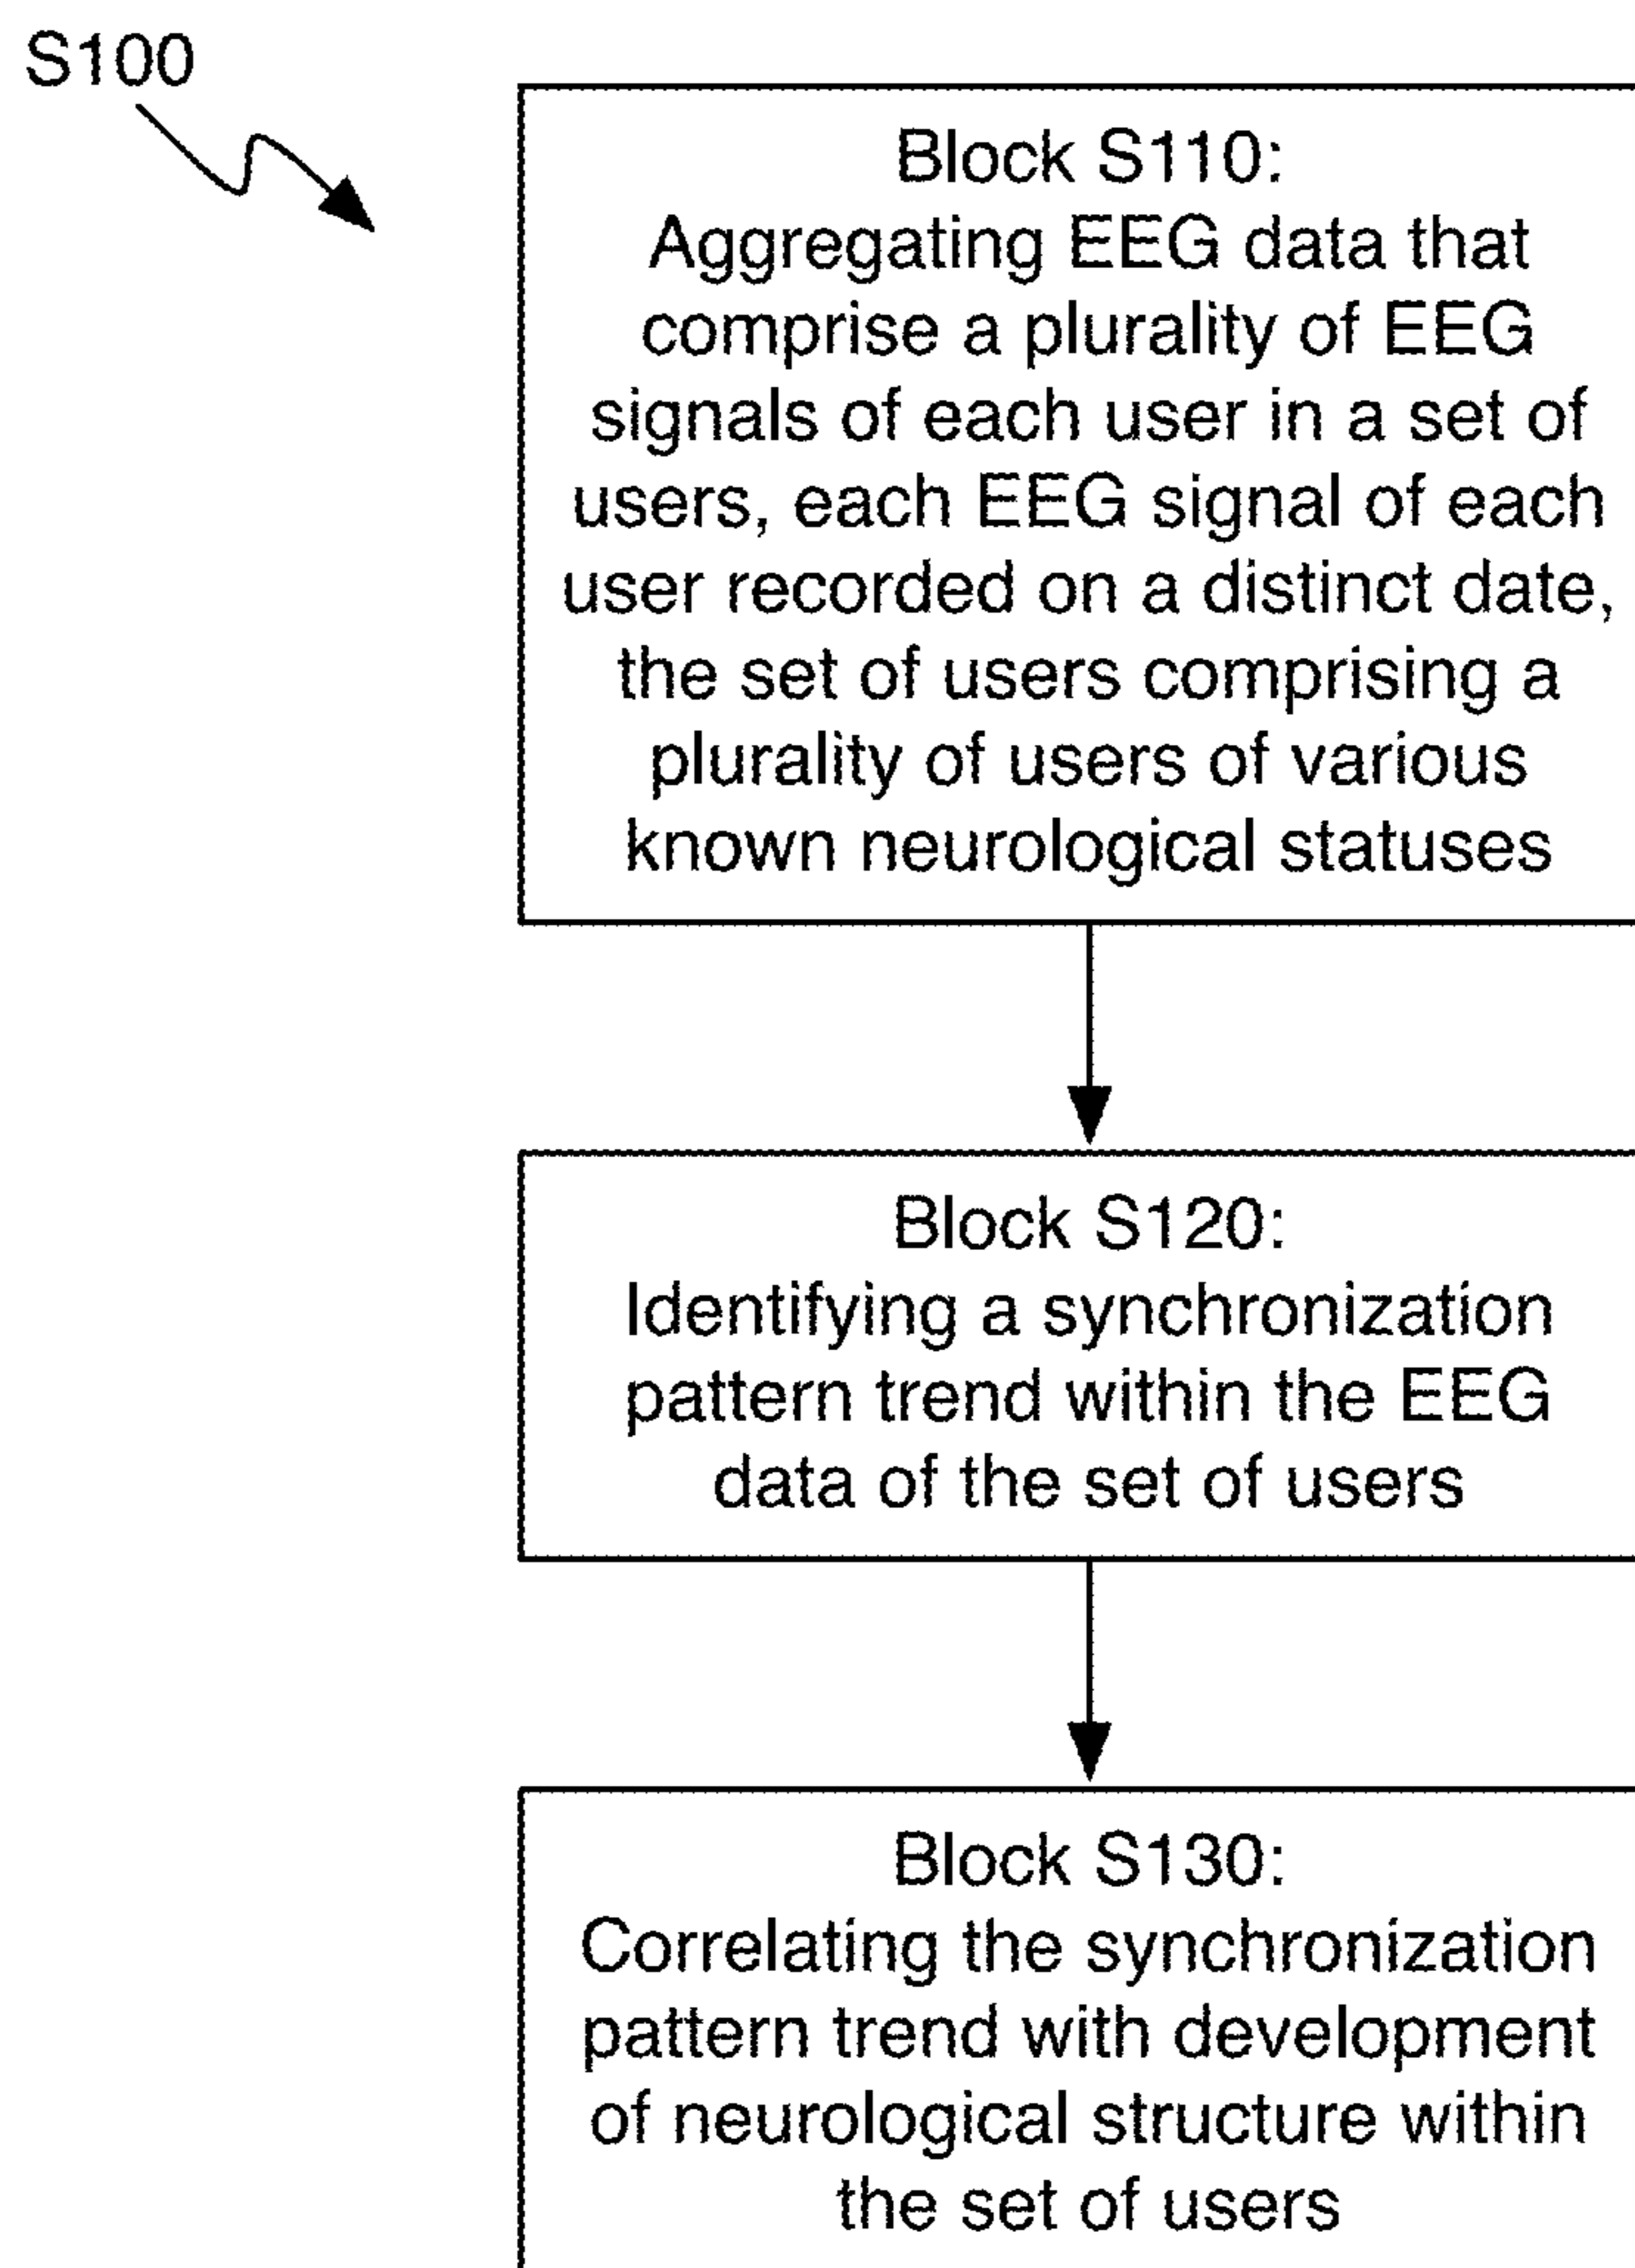 S100
Block S110:
Aggregating EEG data that
comprise a plurality of EEG
signals of each user in a set of
users, each EEG signal of each
user recorded on a distinct date,
the set of users comprising a
plurality of users of various
known neurological statuses
Block S120:
Identifying a synchronization
pattern trend within the EEG
data of the set of users
Block S130:
Correlating the synchronization
pattern trend with development
of neurological structure within
the set of users